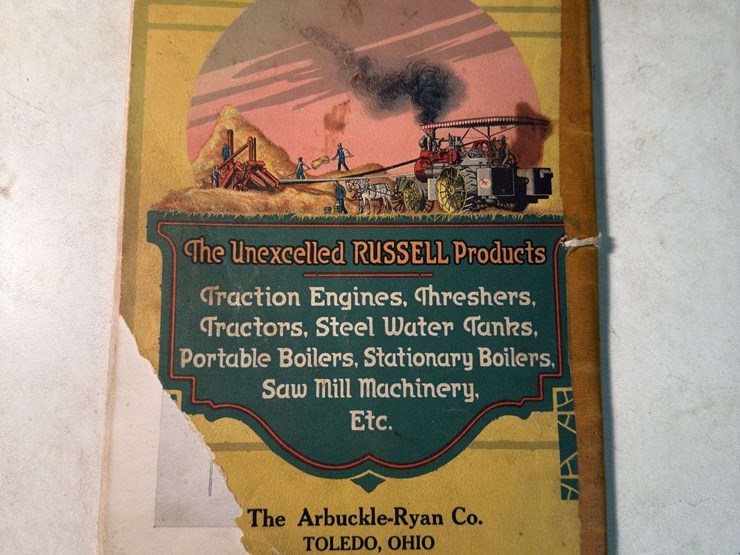 The Unexcelled RUSSELL Products
Traction Engines, Threshers,
Tractors, Steel Water Tanks,
Portable Boilers, Stationary Boilers,
Saw Mill Machinery,
Etc.
The Arbuckle-Ryan Co.
TOLEDO, OHIO